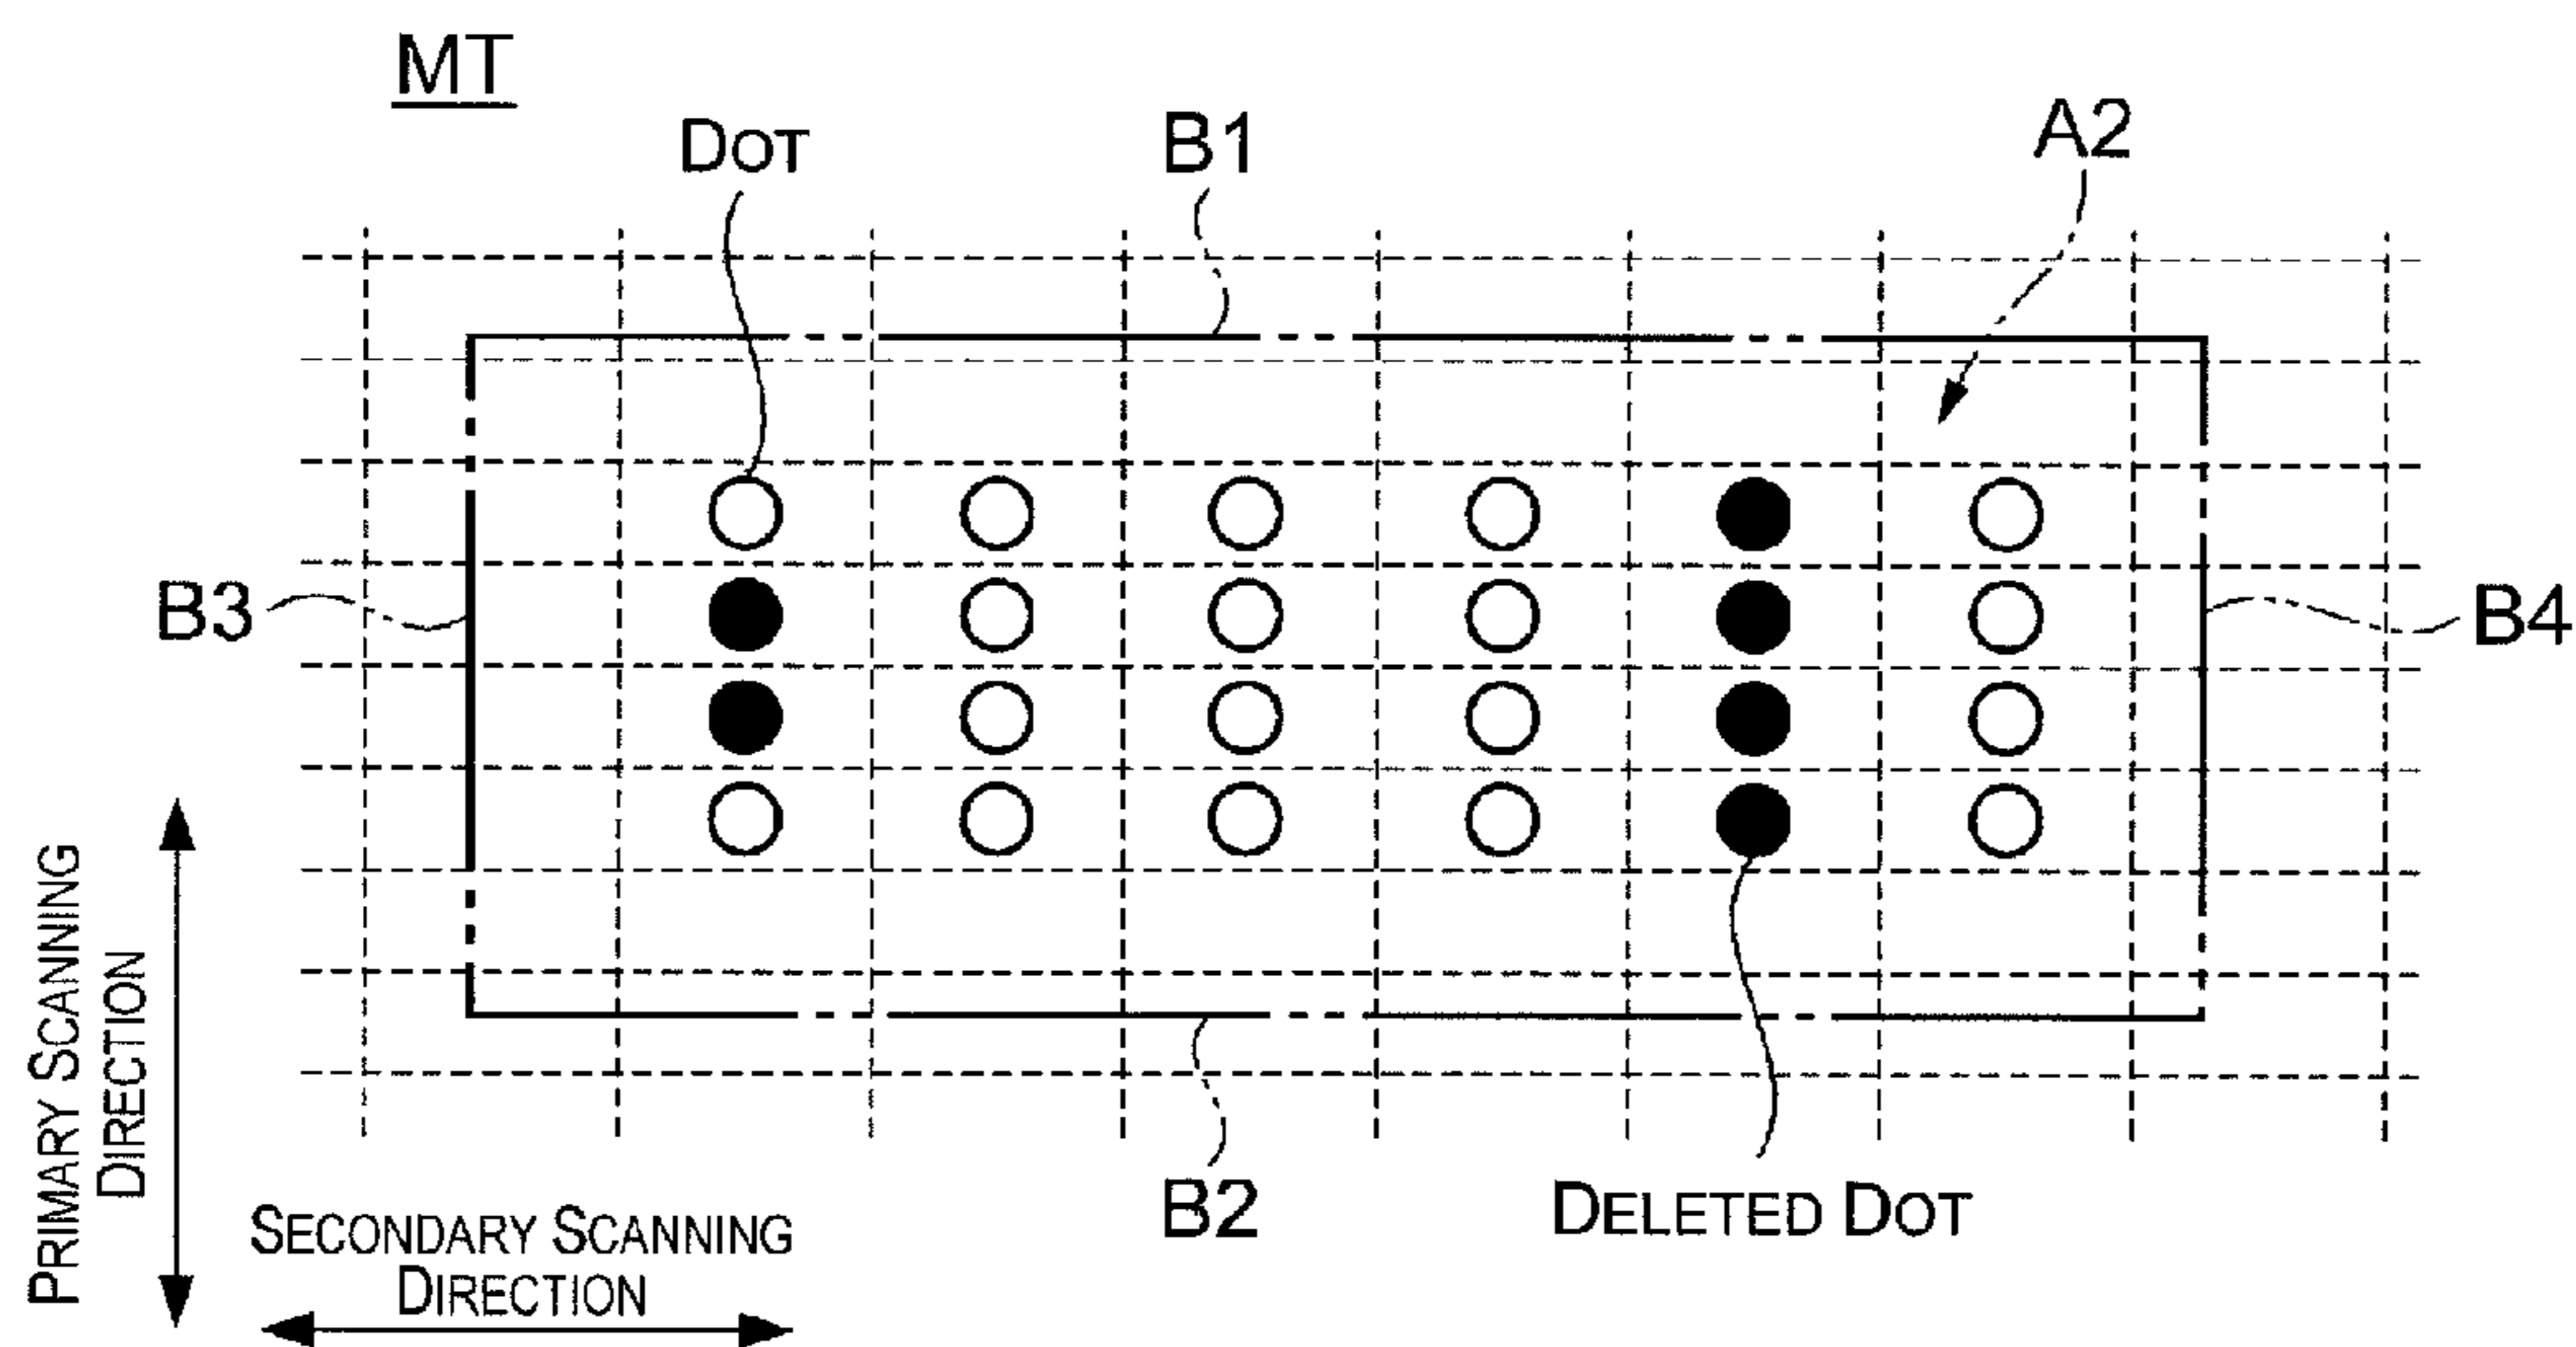 MT
DOT
B1
A2
B3
B4
PRIMARY SCANNING
DIRECTION
SECONDARY SCANNING
DIRECTION
B2
DELETED DOT